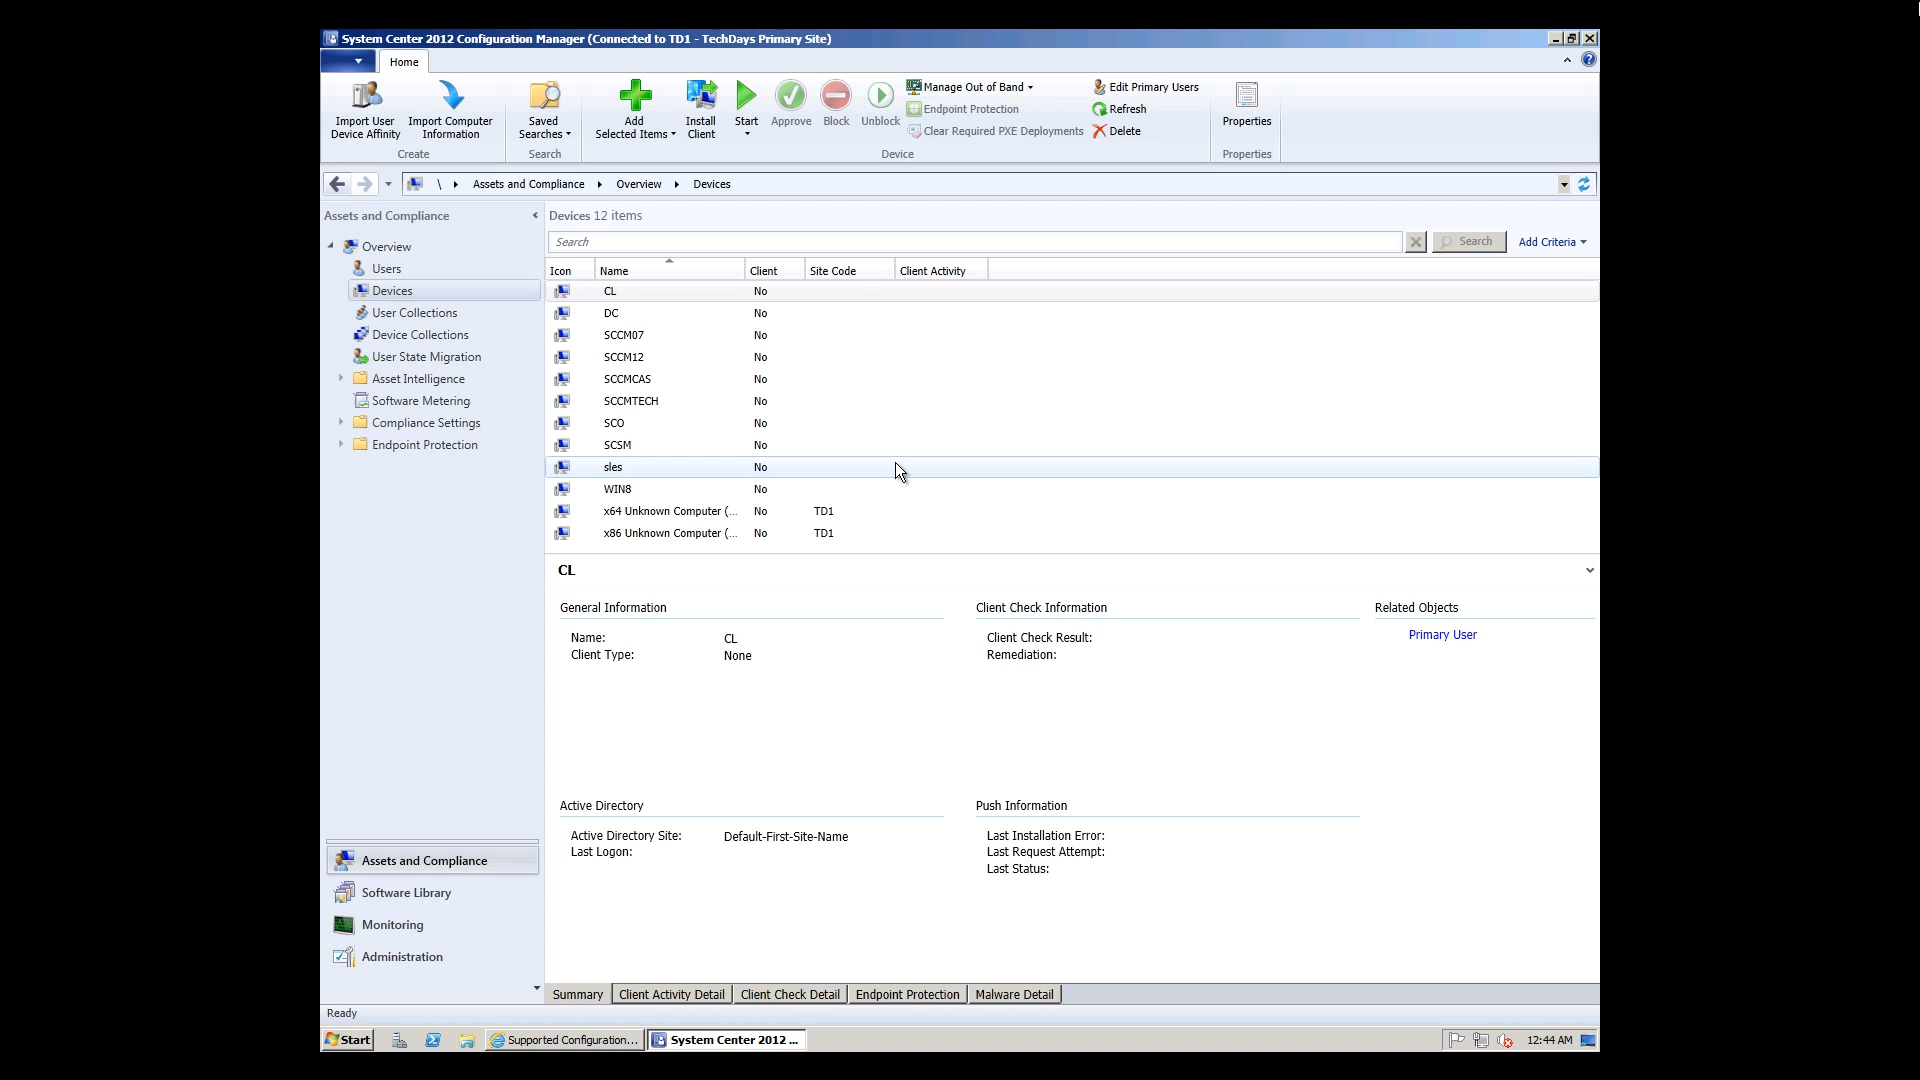 System Center 2012 Configuration Manager (Connected to TD1 - TechDays Primary Site)
Home
Import User
Device Affinity
Import Computer
Information
Create
Saved
Searches
Search
Add
Selected Items
Install
Client
Start
Approve
Block
Unblock
Manage Out of Band
Endpoint Protection
Clear Required PXE Deployments
Edit Primary Users
Refresh
Delete
Device
Properties
Properties
\ Assets and Compliance Overview Devices
Assets and Compliance
Overview
Users
Devices
User Collections
Device Collections
User State Migration
Asset Intelligence
Software Metering
Compliance Settings
Endpoint Protection
Assets and Compliance
Software Library
Monitoring
Administration
Devices 12 items
Search
Search
Add Criteria
Icon Name Client Site Code Client Activity
CL No
DC No
SCCM07 No
SCCM12 No
SCCMCAS No
SCCMTECH No
SCO No
SCSM No
sles No
WIN8 No
x64 Unknown Computer (... No TD1
x86 Unknown Computer (... No TD1
CL
General Information
Name: CL
Client Type: None
Client Check Information
Client Check Result:
Remediation:
Related Objects
Primary User
Active Directory
Active Directory Site: Default-First-Site-Name
Last Logon:
Push Information
Last Installation Error:
Last Request Attempt:
Last Status:
Summary Client Activity Detail Client Check Detail Endpoint Protection Malware Detail
Ready
Start Supported Configuration... System Center 2012 ... 12:44 AM